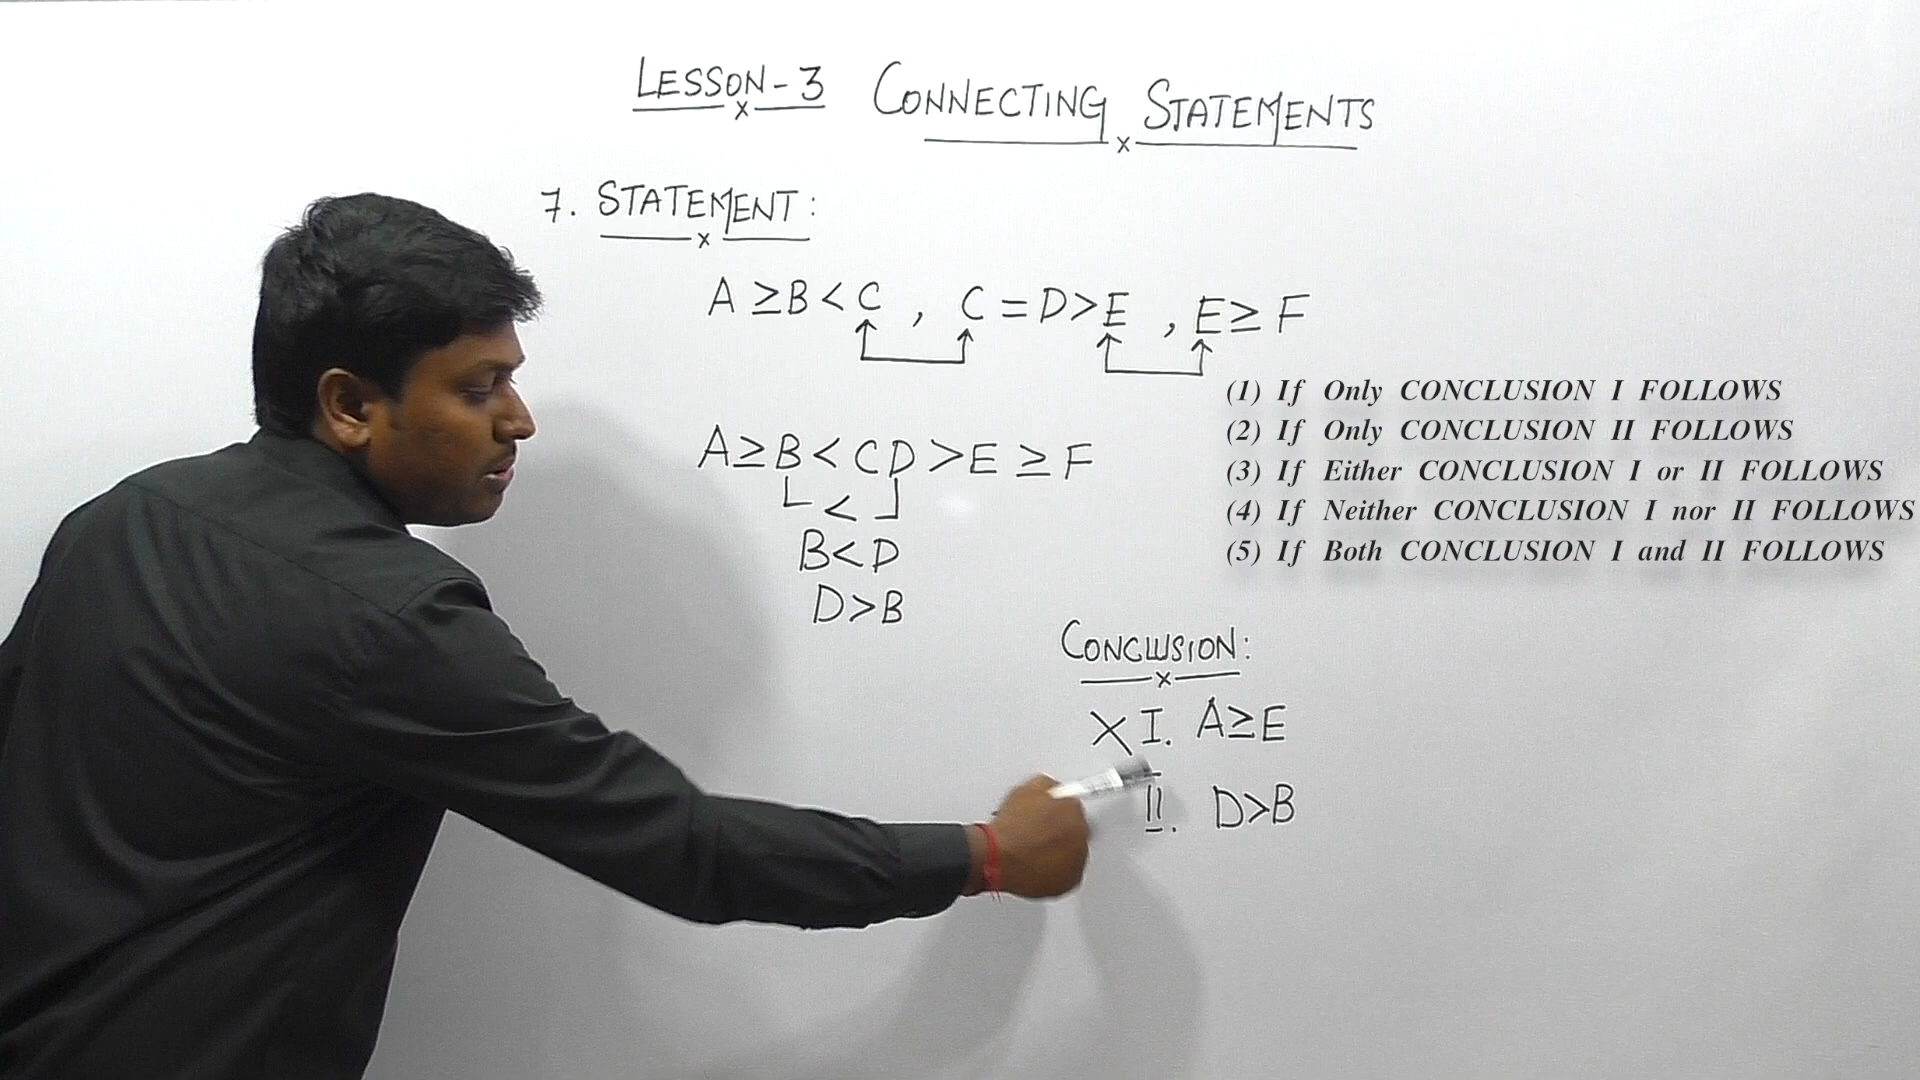 LESSON-3 CONNECTING STATEMENTS
7. STATEMENT:
A ≥ B < C , C = D > E , E ≥ F
A ≥ B < C D > E ≥ F
<
B < D
D > B
(1) If Only CONCLUSION I FOLLOWS
(2) If Only CONCLUSION II FOLLOWS
(3) If Either CONCLUSION I or II FOLLOWS
(4) If Neither CONCLUSION I nor II FOLLOWS
(5) If Both CONCLUSION I and II FOLLOWS
CONCLUSION:
X I. A ≥ E
II. D > B